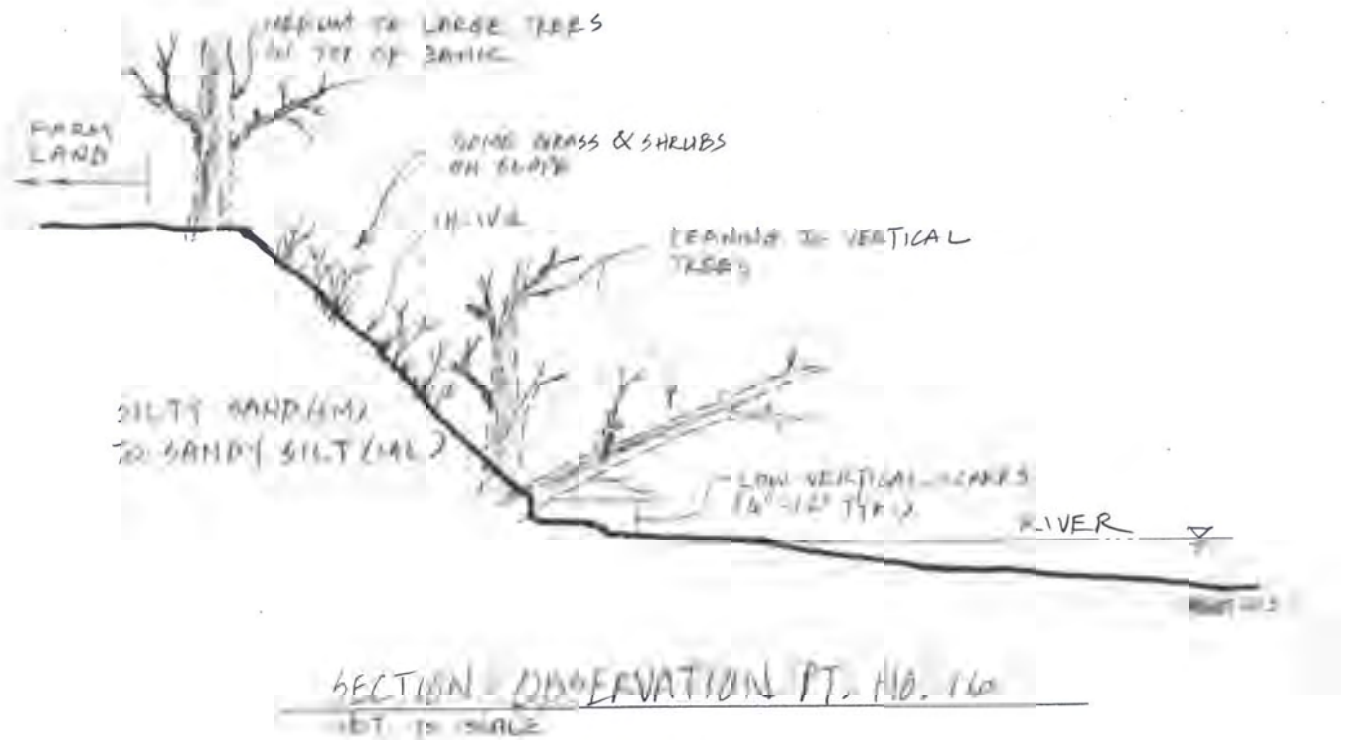 MEDIUM TO LARGE TREES
ON TOP OF BANK
FARM
LAND
SOME GRASS & SHRUBS
ON SLOPE
LEANING TO VERTICAL
TREES
SILTY SAND (SM)
TO SANDY SILT (ML)
LOW VERTICAL SCARPS
RIVER
SECTION OBSERVATION PT. NO. 16
NOT TO SCALE